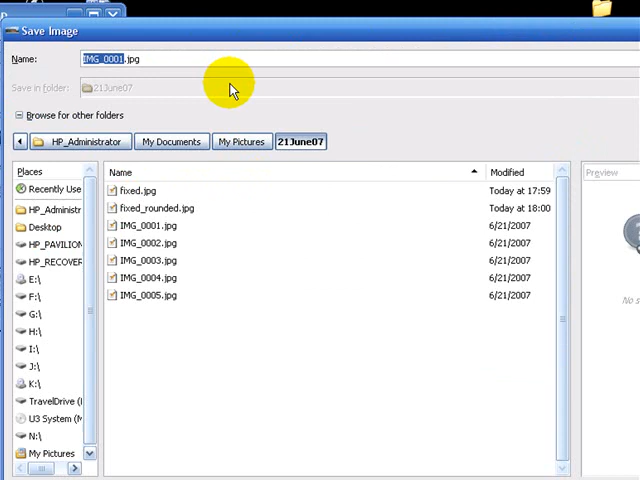 Save Image
Name: IMG_0001.jpg
Save in folder: 21June07
Browse for other folders
HP_Administrator My Documents My Pictures 21June07
Places Name Modified Preview
Recently Use fixed.jpg Today at 17:59
HP_Administr fixed_rounded.jpg Today at 18:00
Desktop IMG_0001.jpg 6/21/2007
HP_PAVILION IMG_0002.jpg 6/21/2007
HP_RECOVER IMG_0003.jpg 6/21/2007
E:\ IMG_0004.jpg 6/21/2007
F:\ IMG_0005.jpg 6/21/2007
G:\
No s
H:\
I:\
J:\
K:\
TravelDrive (
U3 System (M
N:\
My Pictures